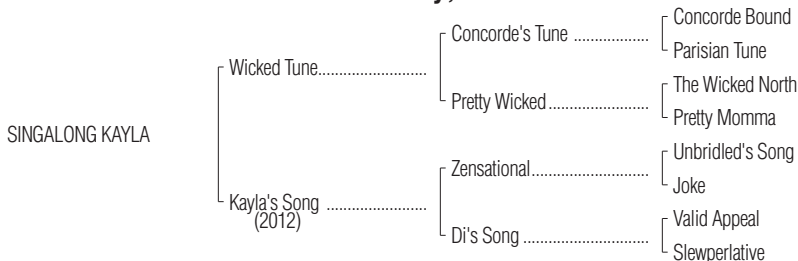 Concorde Bound
Concorde's Tune ..................
Parisian Tune
Wicked Tune..........................
The Wicked North
Pretty Wicked........................
Pretty Momma
SINGALONG KAYLA
Unbridled's Song
Zensational............................
Joke
Kayla's Song ........................
(2012)
Valid Appeal
Di's Song ..............................
Slewperlative